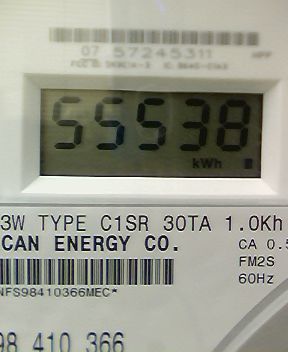 07 57245311
55538
kWh
3W TYPE C1SR 30TA 1.0Kh
CAN ENERGY CO.
CA 0.5
FM2S
60Hz
NFS98410366MEC*
98 410 366